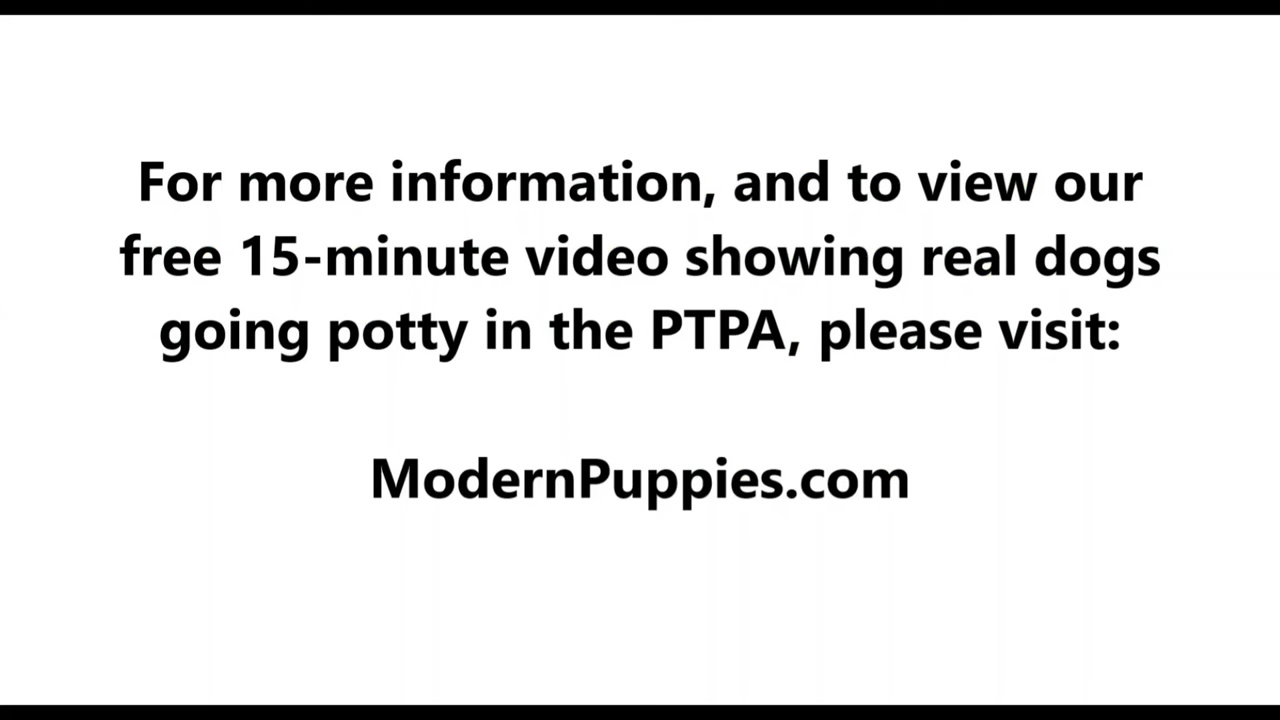 For more information, and to view our
free 15-minute video showing real dogs
going potty in the PTPA, please visit:
ModernPuppies.com